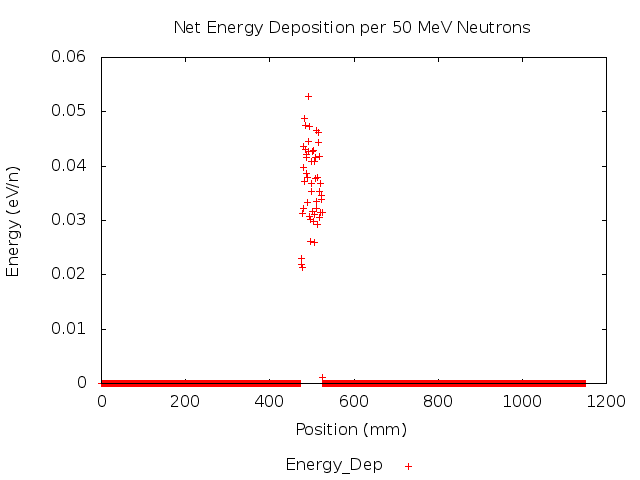 Net Energy Deposition per 50 MeV Neutrons
0.06
0.05
0.04
0.03
0.02
0.01
0
Energy (eV/n)
0 200 400 600 800 1000 1200
Position (mm)
Energy_Dep